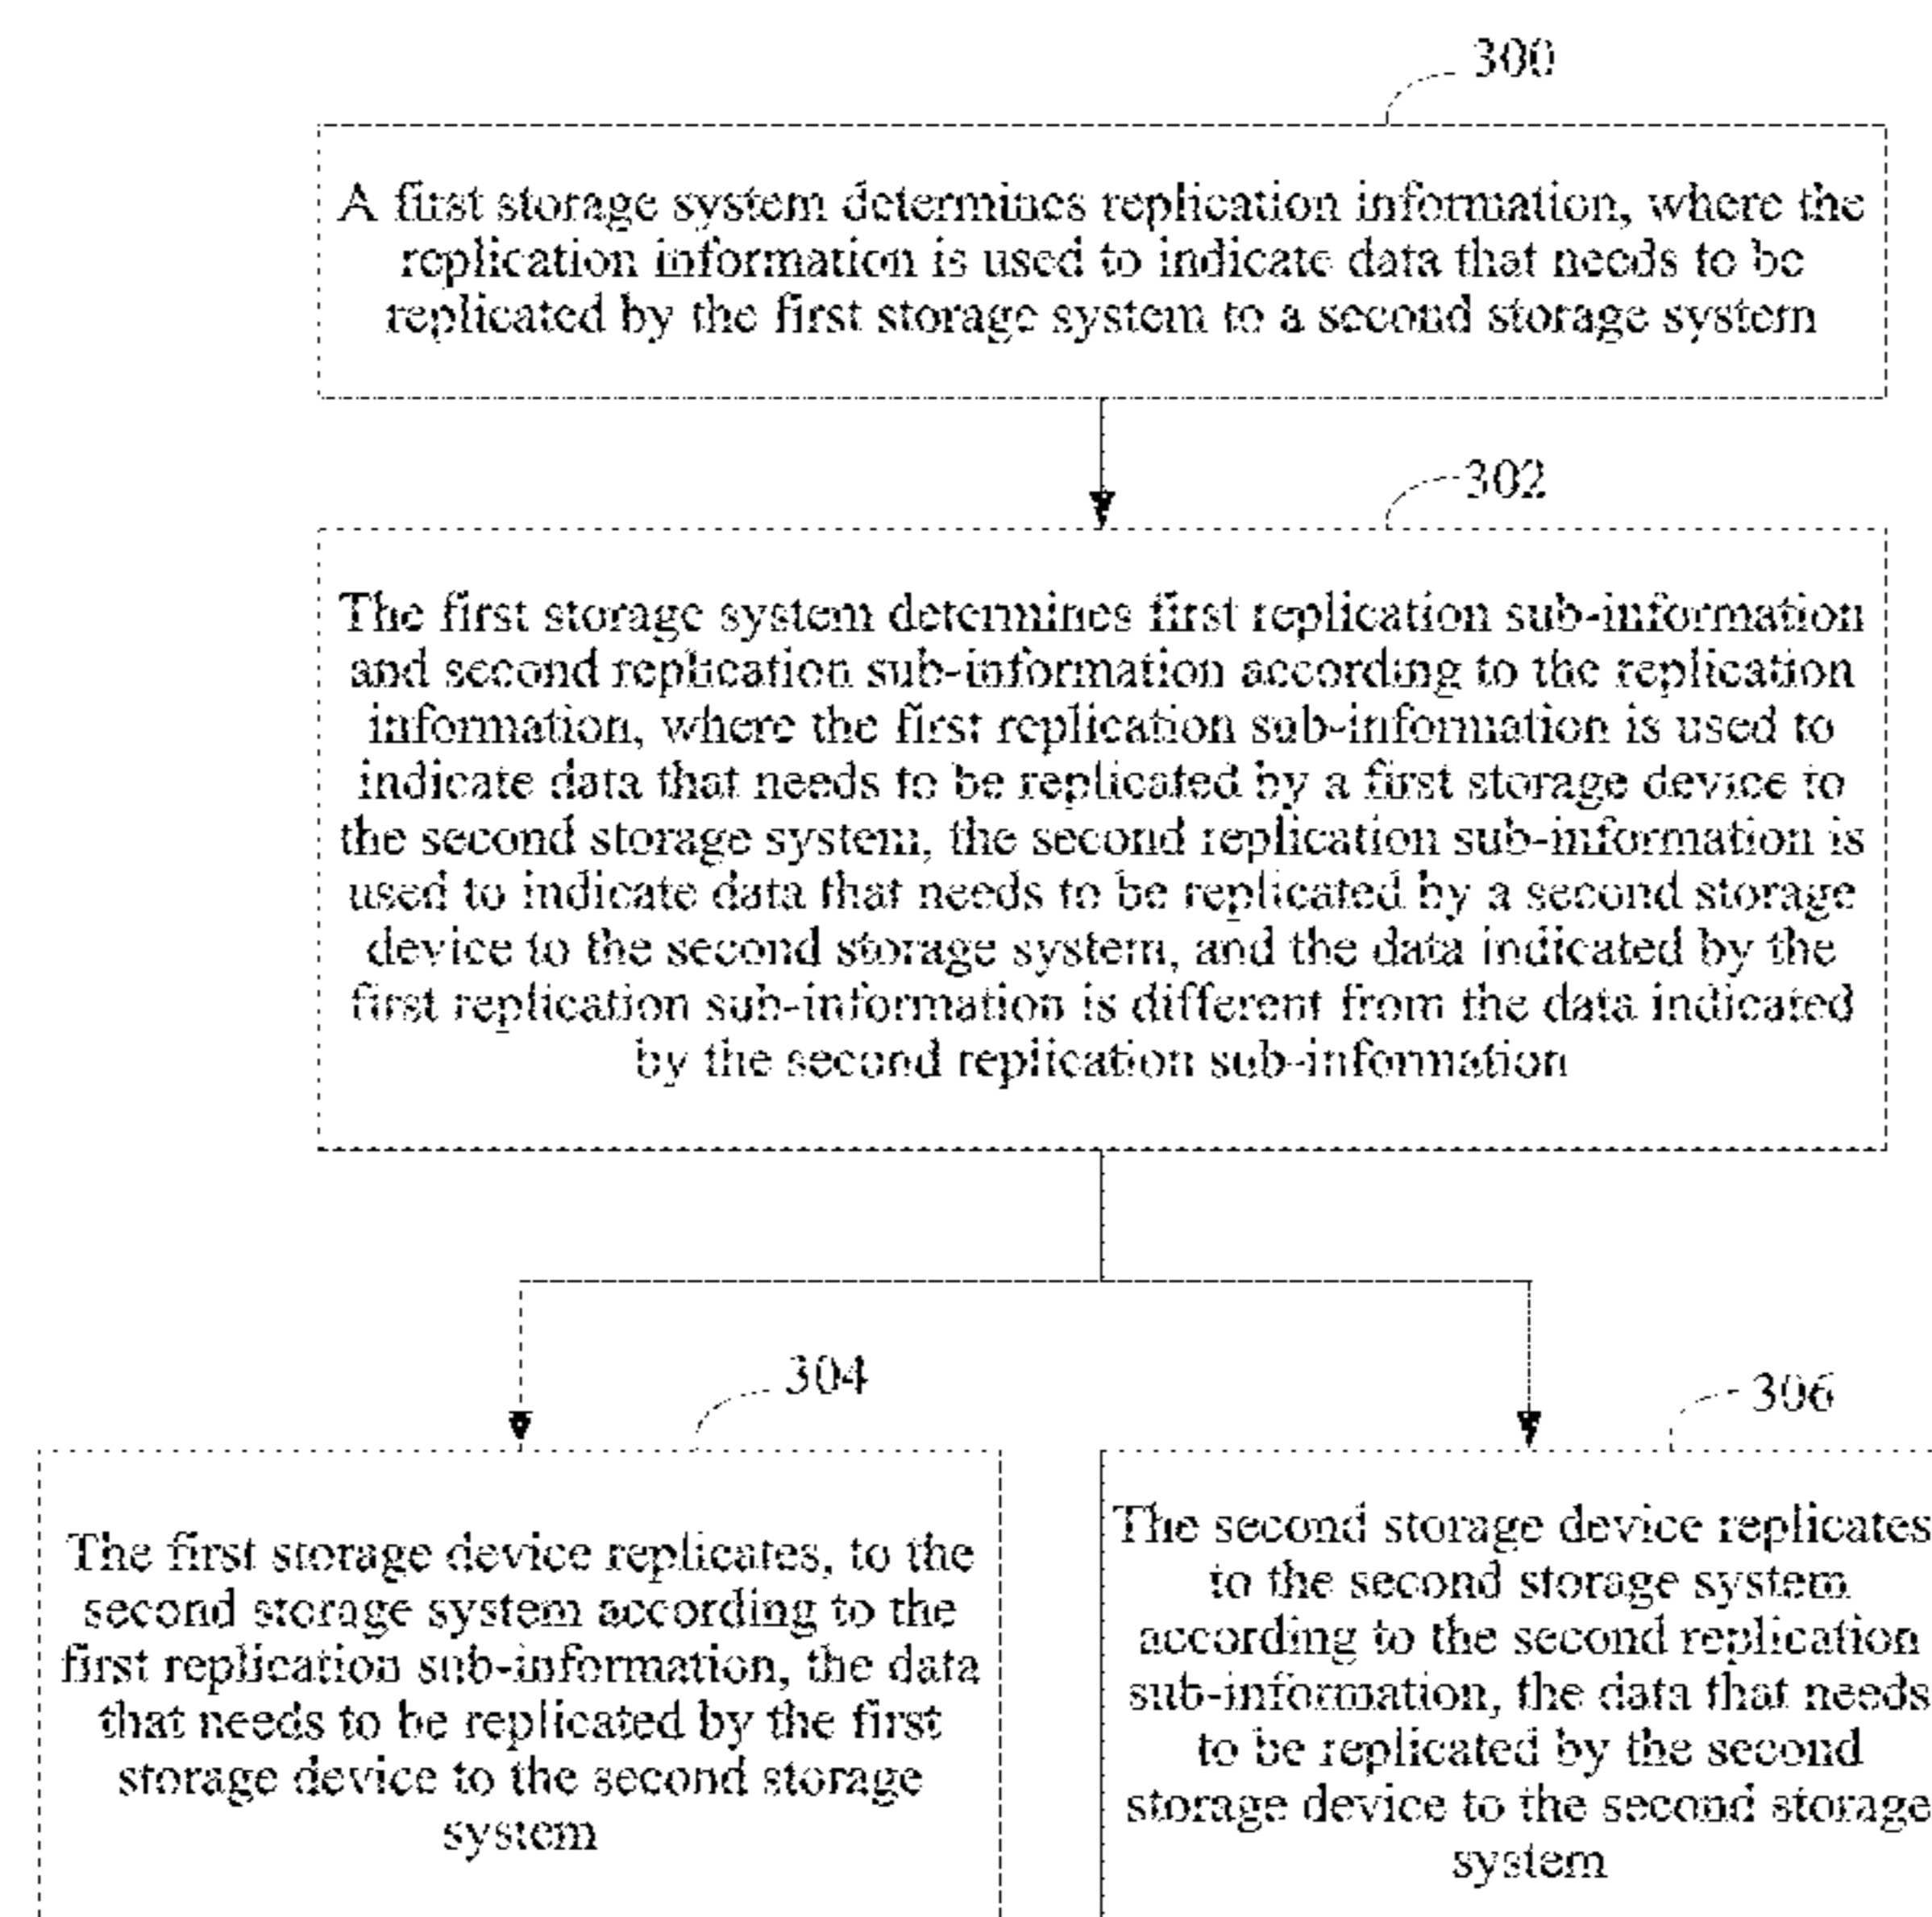 300
A first storage system determines replication information, where the
replication information is used to indicate data that needs to be
replicated by the first storage system to a second storage system
302
The first storage system determines first replication sub-information
and second replication sub-information according to the replication
information, where the first replication sub-information is used to
indicate data that needs to be replicated by a first storage device to
the second storage system, the second replication sub-information is
used to indicate data that needs to be replicated by a second storage
device to the second storage system, and the data indicated by the
first replication sub-information is different from the data indicated
by the second replication sub-information
304
The first storage device replicates, to the
second storage system according to the
first replication sub-information, the data
that needs to be replicated by the first
storage device to the second storage
system
306
The second storage device replicates
to the second storage system
according to the second replication
sub-information, the data that needs
to be replicated by the second
storage device to the second storage
system